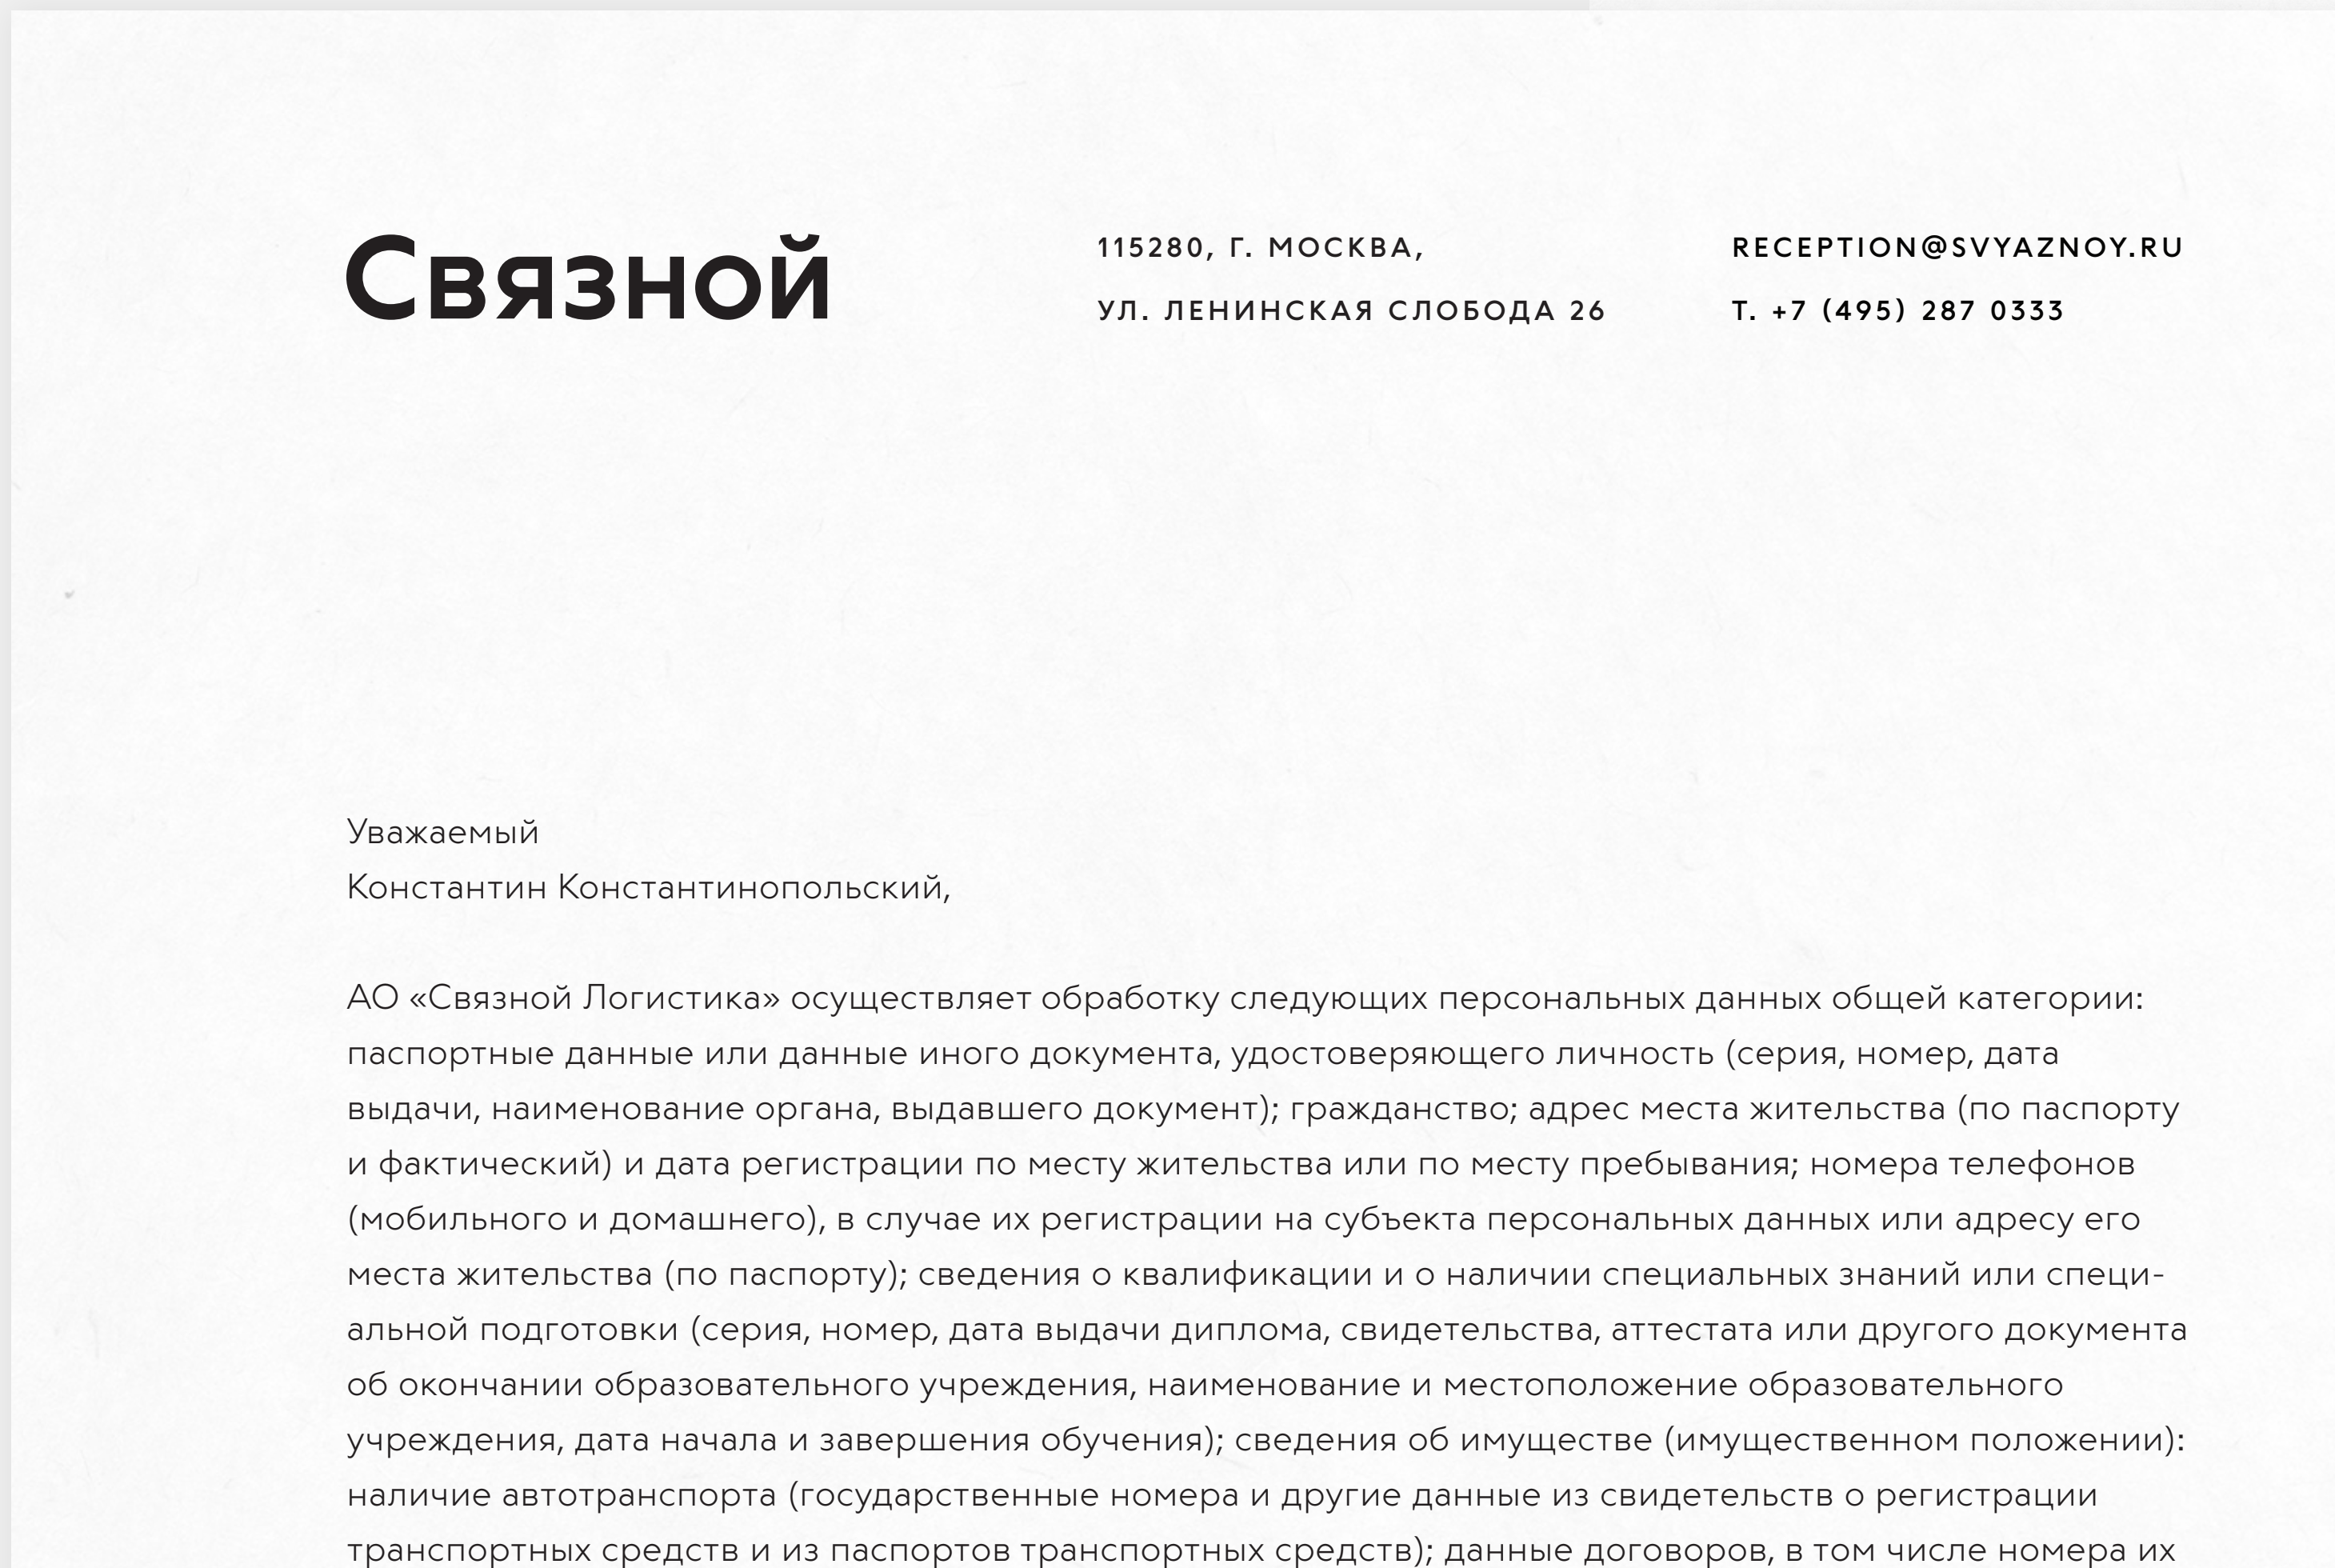 Связной
115280, Г. МОСКВА,
УЛ. ЛЕНИНСКАЯ СЛОБОДА 26
RECEPTION@SVYAZNOY.RU
Т. +7 (495) 287 0333
Уважаемый
Константин Константинопольский,
АО «Связной Логистика» осуществляет обработку следующих персональных данных общей категории:
паспортные данные или данные иного документа, удостоверяющего личность (серия, номер, дата
выдачи, наименование органа, выдавшего документ); гражданство; адрес места жительства (по паспорту
и фактический) и дата регистрации по месту жительства или по месту пребывания; номера телефонов
(мобильного и домашнего), в случае их регистрации на субъекта персональных данных или адресу его
места жительства (по паспорту); сведения о квалификации и о наличии специальных знаний или специ-
альной подготовки (серия, номер, дата выдачи диплома, свидетельства, аттестата или другого документа
об окончании образовательного учреждения, наименование и местоположение образовательного
учреждения, дата начала и завершения обучения); сведения об имуществе (имущественном положении):
наличие автотранспорта (государственные номера и другие данные из свидетельств о регистрации
транспортных средств и из паспортов транспортных средств); данные договоров, в том числе номера их